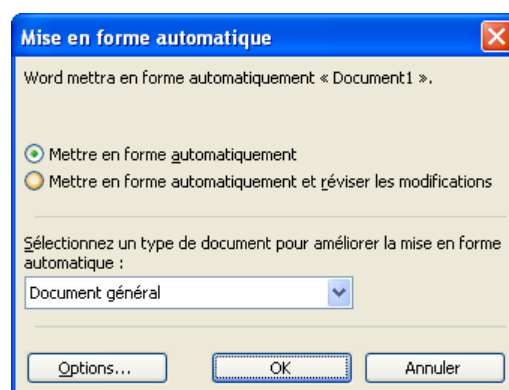 Mise en forme automatique
Word mettra en forme automatiquement « Document1 ».
Mettre en forme automatiquement
Mettre en forme automatiquement et réviser les modifications
Sélectionnez un type de document pour améliorer la mise en forme
automatique :
Document général
Options... OK Annuler